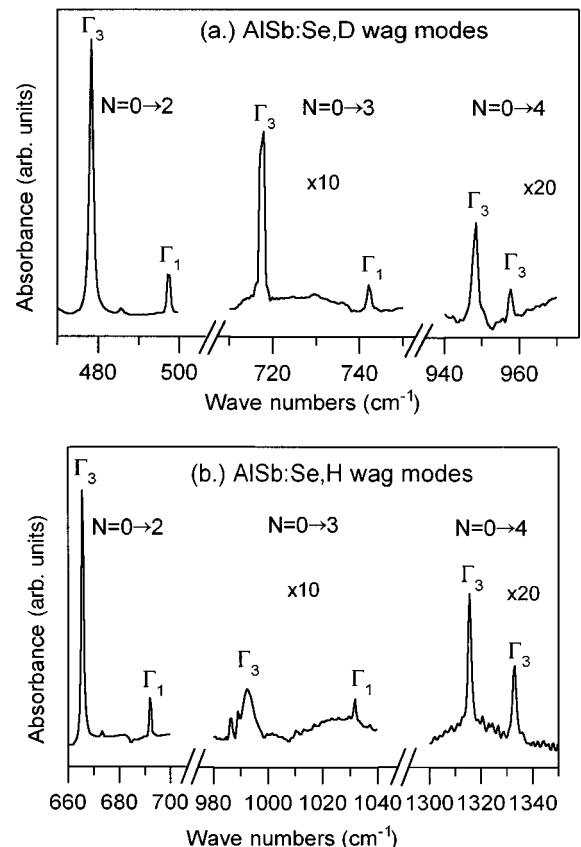 (a.) AlSb:Se,D wag modes
Γ₃
N=0→2
Γ₁
Γ₃
N=0→3
x10
Γ₁
N=0→4
x20
Γ₃
Γ₃
Absorbance (arb. units)
480 500 720 740 940 960
Wave numbers (cm⁻¹)
(b.) AlSb:Se,H wag modes
Γ₃
N=0→2
Γ₁
N=0→3
x10
Γ₃
Γ₁
N=0→4
Γ₃
x20
Γ₃
Absorbance (arb. units)
660 680 700 980 1000 1020 1040 1300 1320 1340
Wave numbers (cm⁻¹)